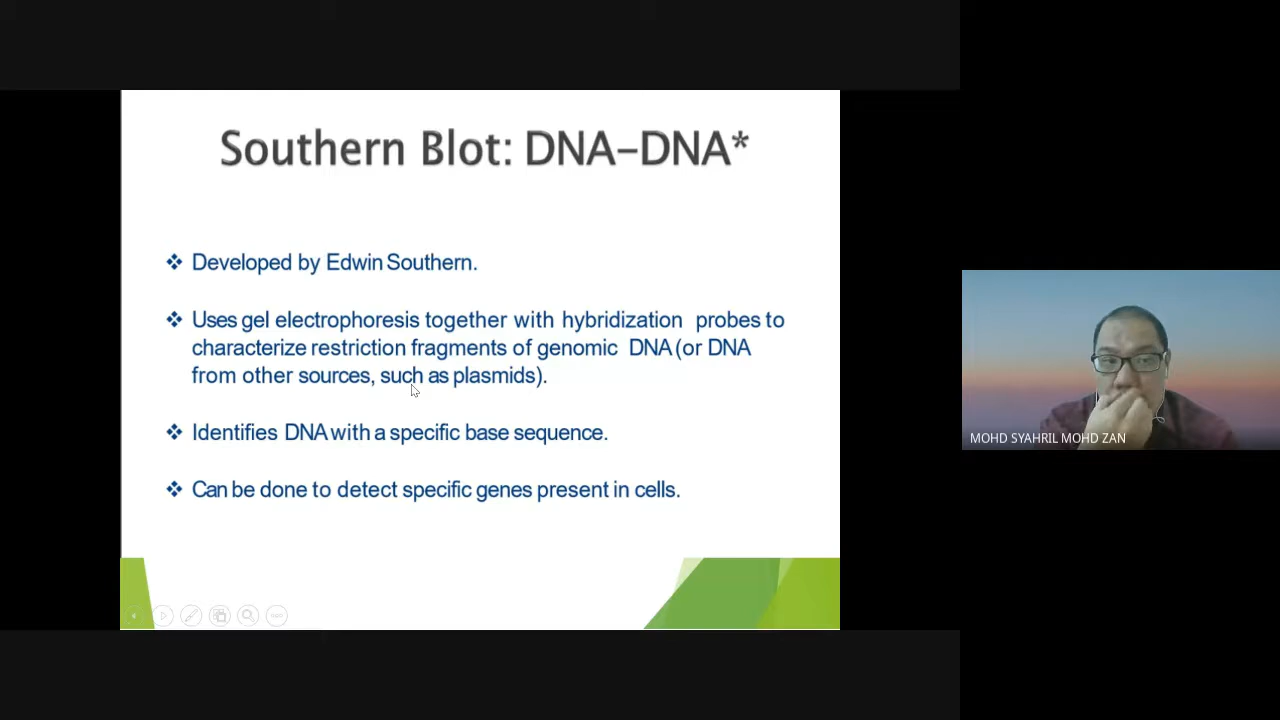 Southern Blot: DNA-DNA*
❖ Developed by Edwin Southern.
❖ Uses gel electrophoresis together with hybridization probes to
characterize restriction fragments of genomic DNA (or DNA
from other sources, such as plasmids).
❖ Identifies DNA with a specific base sequence.
❖ Can be done to detect specific genes present in cells.
MOHD SYAHRIL MOHD ZAN